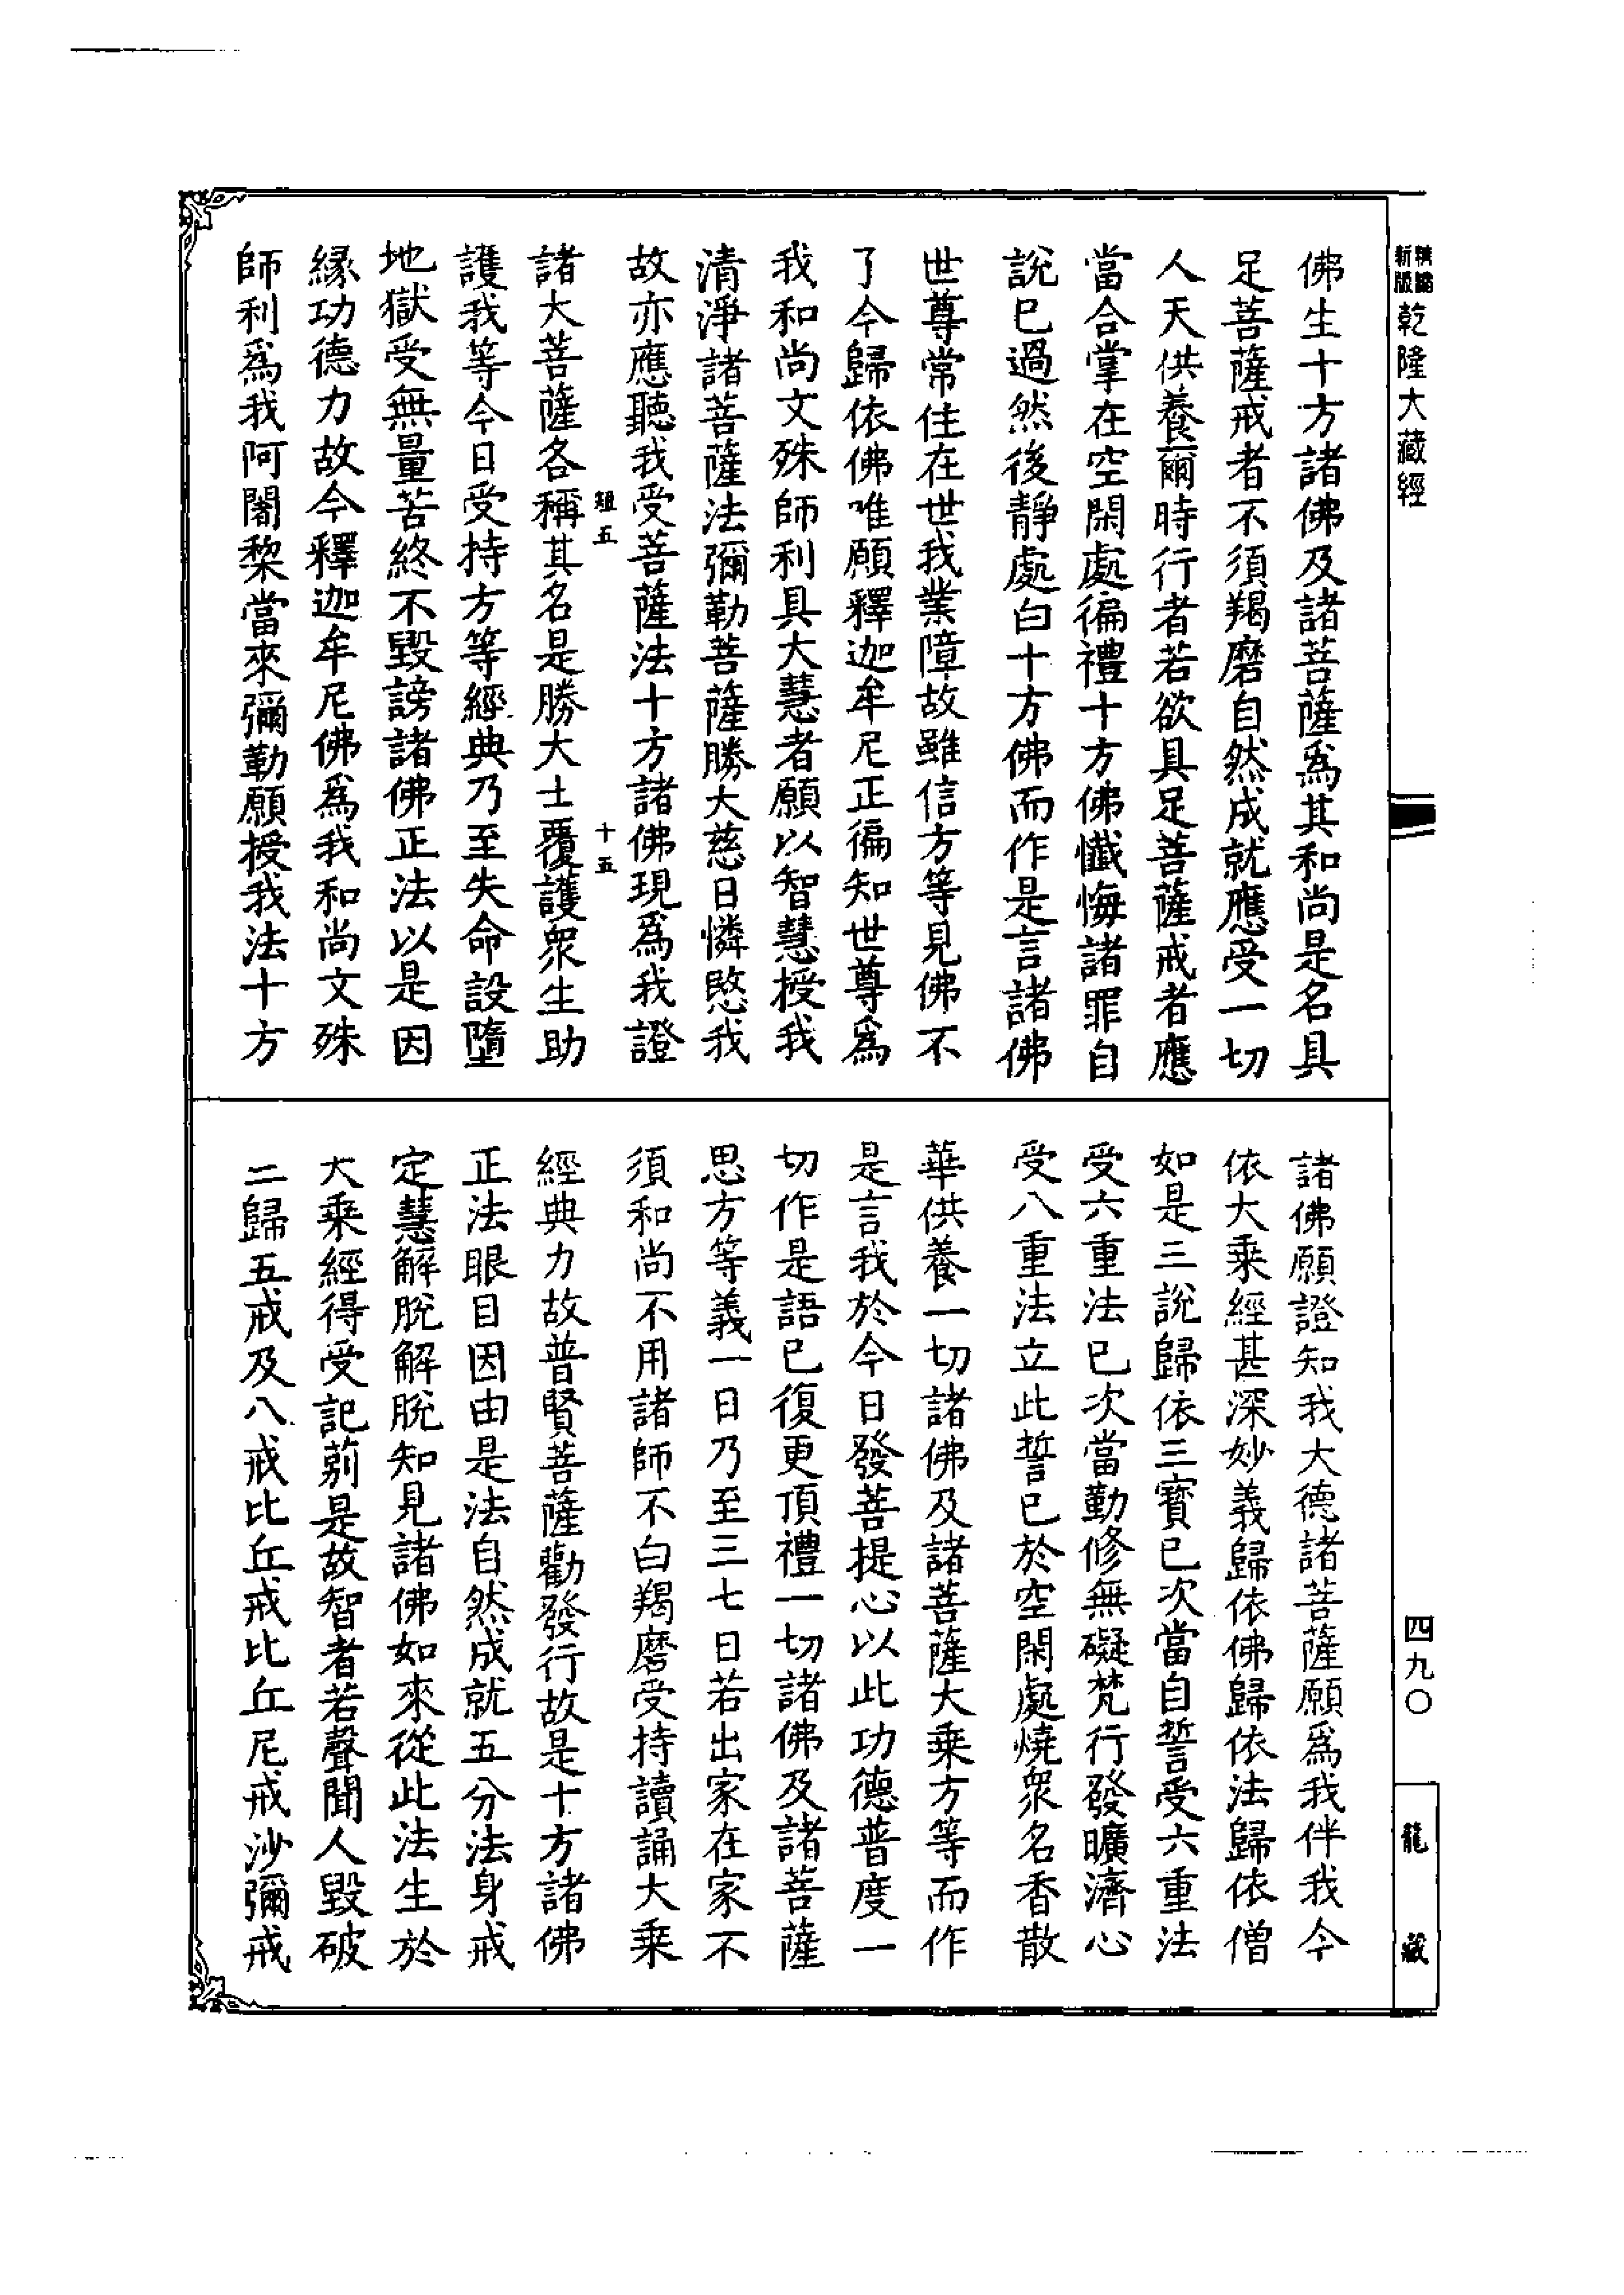 新編
新版
乾隆大藏經
佛生十方諸佛及諸菩薩爲其和尚是名具
足菩薩戒者不須羯磨自然成就應受一切
人天供養爾時行者若欲具足菩薩戒者應
當合掌在空閑處徧禮十方佛懺悔諸罪自
說已過然後靜處白十方佛而作是言諸佛
世尊常住在世我業障故雖信方等見佛不
了今歸依佛唯願釋迦牟尼正徧知世尊爲
我和尚文殊師利具大慧者願以智慧授我
清淨諸菩薩法彌勒菩薩勝大慈日憐愍我
故亦應聽我受菩薩法十方諸佛現爲我證
短五
十五
諸大菩薩各稱其名是勝大士覆護衆生助
護我等今日受持方等經典乃至失命設墮
地獄受無量苦終不毀謗諸佛正法以是因
緣功德力故今釋迦牟尼佛爲我和尚文殊
師利爲我阿闍黎當來彌勒願授我法十方
諸佛願證知我大德諸菩薩願爲我伴我今
依大乘經甚深妙義歸依佛歸依法歸依僧
如是三說歸依三寶已次當自誓受六重法
受六重法已次當勤修無礙梵行發曠濟心
受八重法立此誓已於空閑處燒衆名香散
華供養一切諸佛及諸菩薩大乘方等而作
是言我於今日發菩提心以此功德普度一
切作是語已復更頂禮一切諸佛及諸菩薩
思方等義一日乃至三七日若出家在家不
須和尚不用諸師不白羯磨受持讀誦大乘
經典力故普賢菩薩勸發行故是十方諸佛
正法眼目因由是法自然成就五分法身戒
定慧解脫解脫知見諸佛如來從此法生於
大乘經得受記莂是故智者若聲聞人毀破
二歸五戒及八戒比丘戒比丘尼戒沙彌戒
四九〇
龍藏